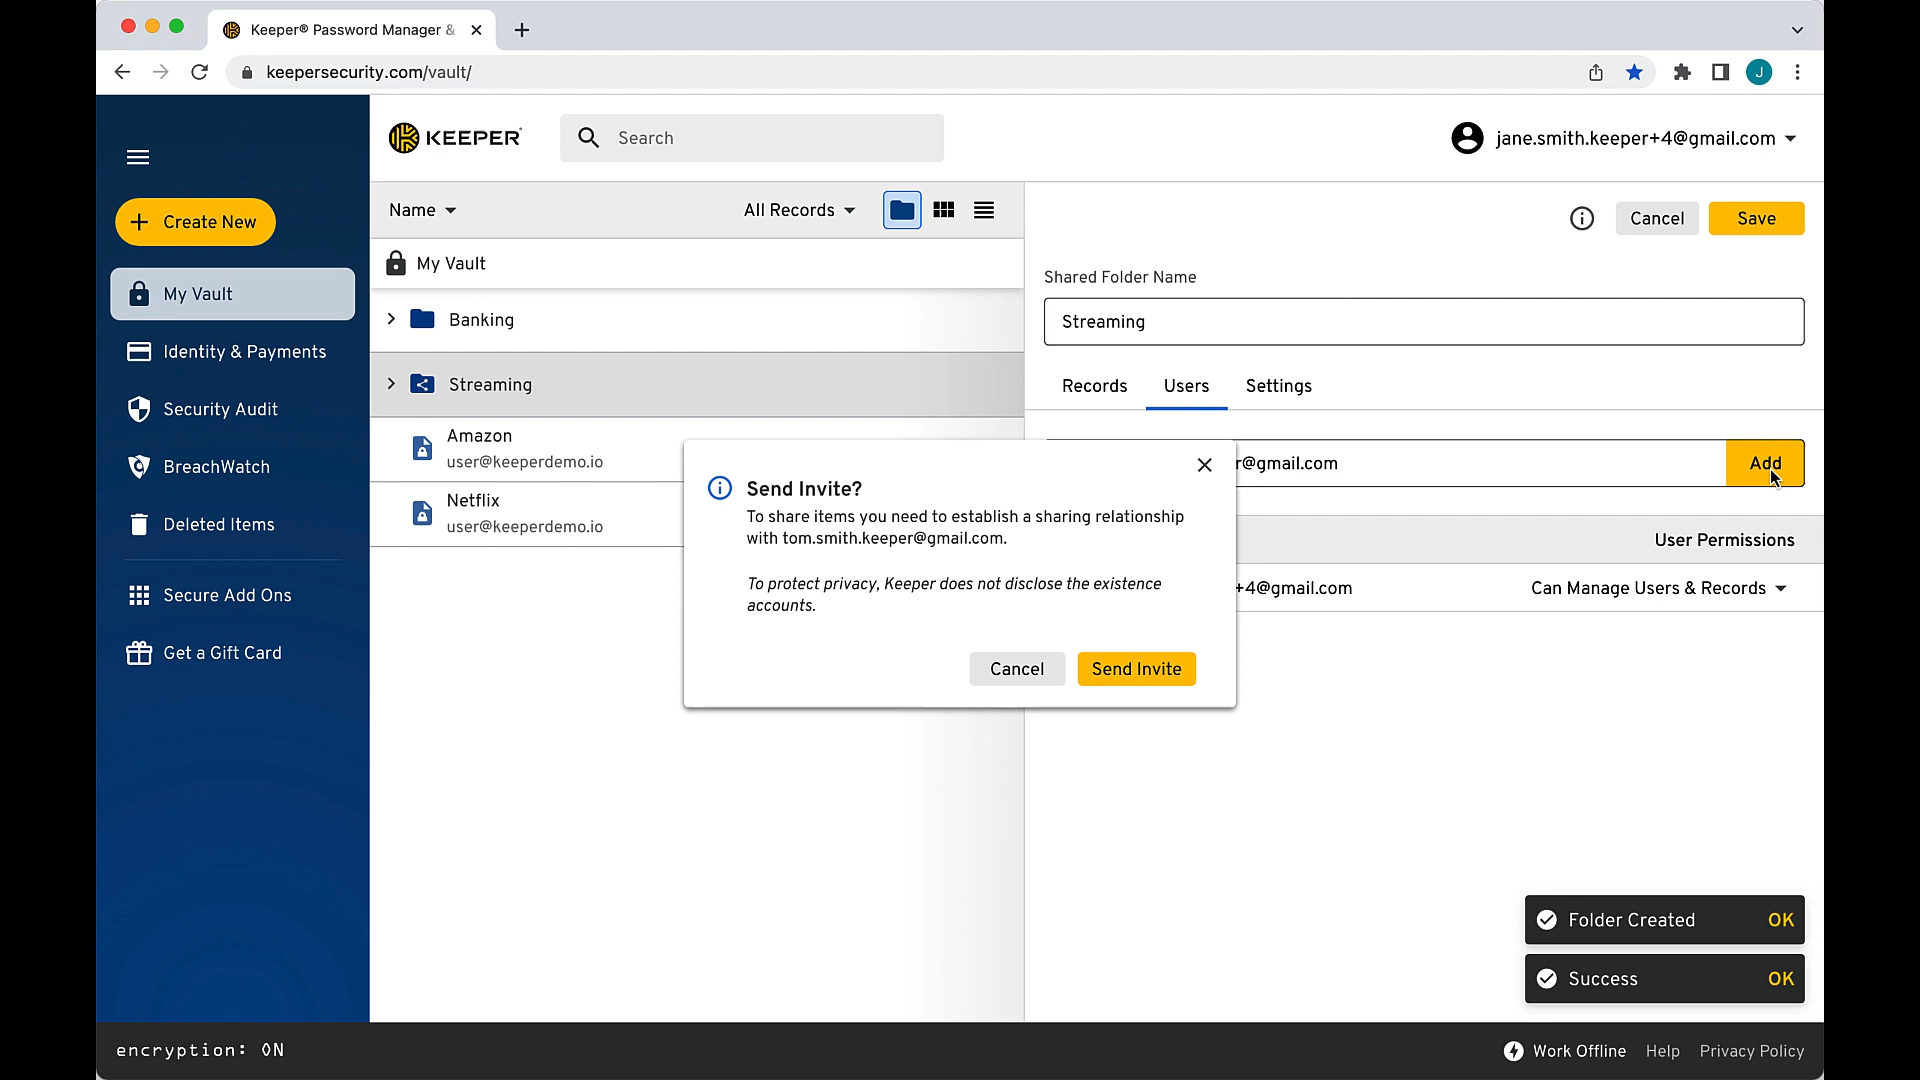 Keeper® Password Manager &
keepersecurity.com/vault/
J
KEEPER
Search
jane.smith.keeper+4@gmail.com
Create New
My Vault
Identity & Payments
Security Audit
BreachWatch
Deleted Items
Secure Add Ons
Get a Gift Card
Name
All Records
My Vault
Banking
Streaming
Amazon
user@keeperdemo.io
Netflix
user@keeperdemo.io
Cancel
Save
Shared Folder Name
Streaming
Records Users Settings
r@gmail.com
Add
User Permissions
+4@gmail.com
Can Manage Users & Records
Send Invite?
To share items you need to establish a sharing relationship
with tom.smith.keeper@gmail.com.
To protect privacy, Keeper does not disclose the existence
accounts.
Cancel
Send Invite
Folder Created OK
Success OK
encryption: ON
Work Offline Help Privacy Policy